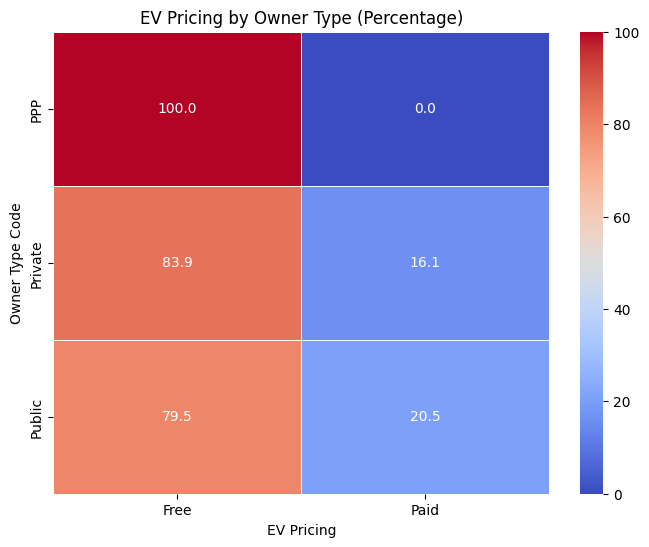 EV Pricing by Owner Type (Percentage)
Owner Type Code
PPP
Private
Public
100.0
0.0
83.9
16.1
79.5
20.5
Free
Paid
EV Pricing
100
80
60
40
20
0